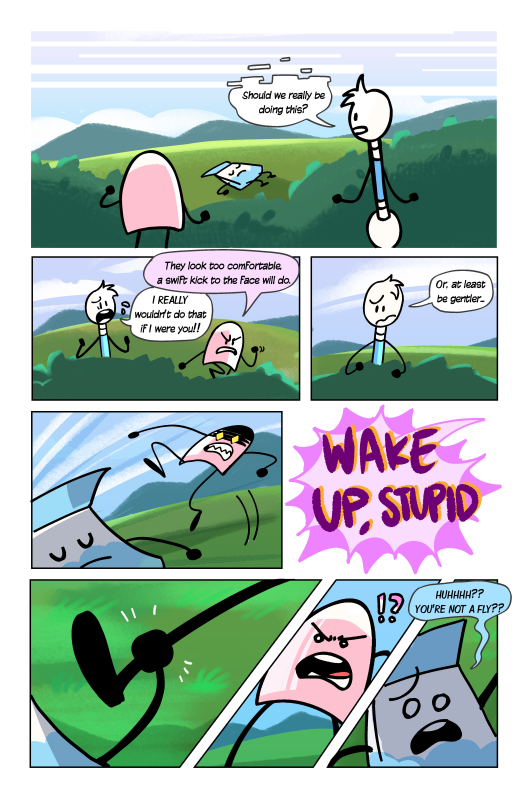 Should we really be
doing this?
They look too comfortable,
a swift kick to the face will do.
I REALLY
wouldn't do that
if I were you!!
Or, at least
be gentler...
WAKE
UP, STUPID
!?
HUHHHH??
YOU'RE NOT A FLY??